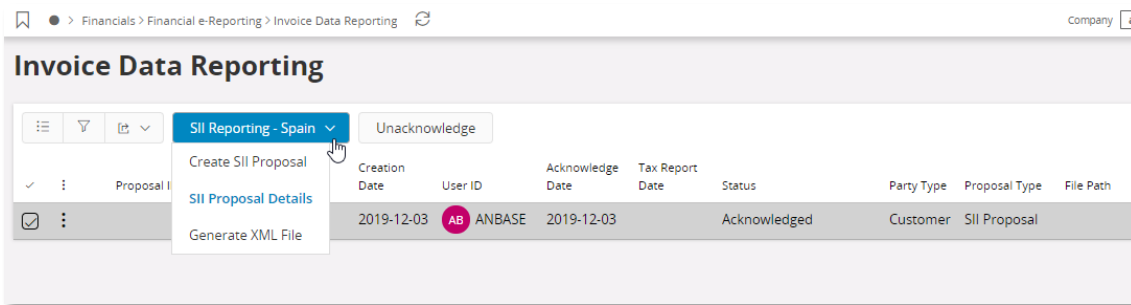 Financials > Financial e-Reporting > Invoice Data Reporting
Company
Invoice Data Reporting
SII Reporting - Spain
Unacknowledge
Create SII Proposal
SII Proposal Details
Generate XML File
Proposal
Creation Date
User ID
Acknowledge Date
Tax Report Date
Status
Party Type
Proposal Type
File Path
2019-12-03
AB
ANBASE
2019-12-03
Acknowledged
Customer
SII Proposal